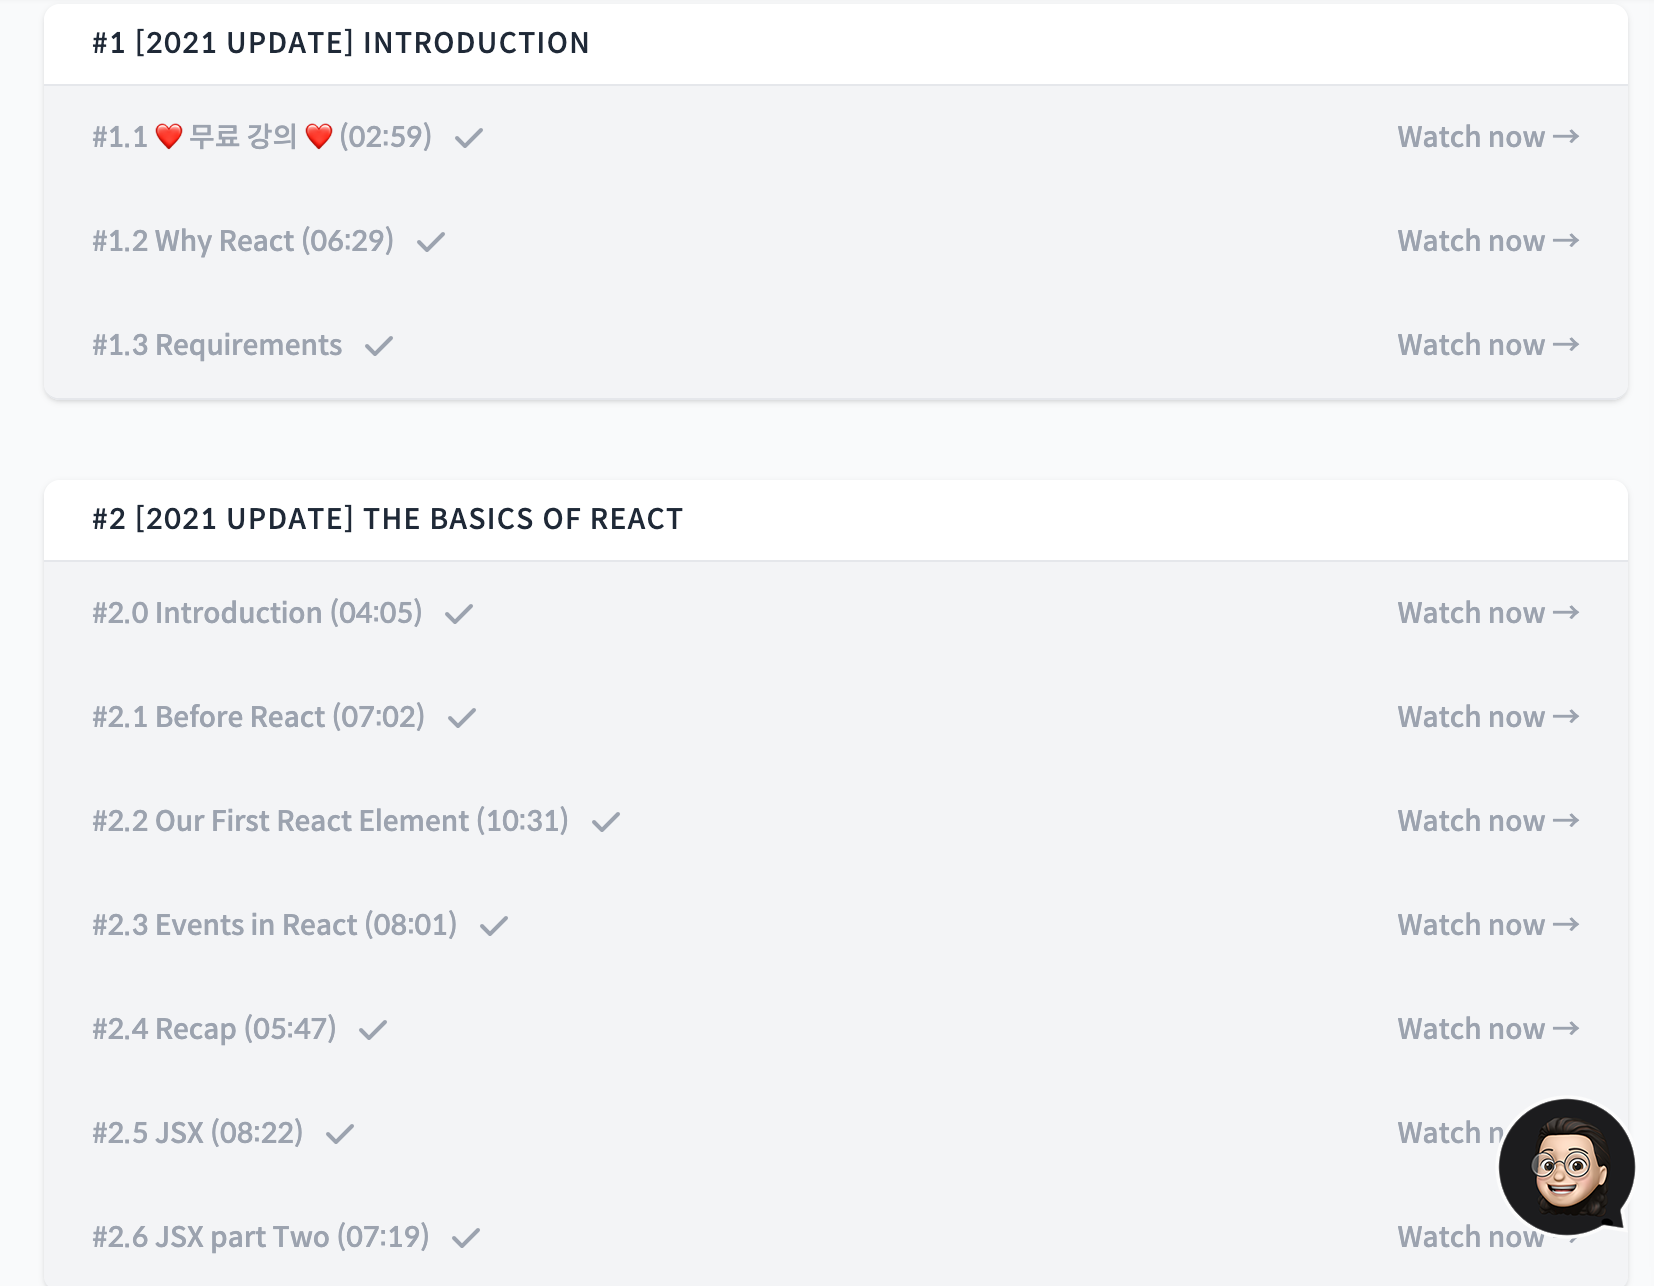 #1 [2021 UPDATE] INTRODUCTION
#1.1 ❤️ 무료 강의 ❤️ (02:59) ✓ Watch now →
#1.2 Why React (06:29) ✓ Watch now →
#1.3 Requirements ✓ Watch now →
#2 [2021 UPDATE] THE BASICS OF REACT
#2.0 Introduction (04:05) ✓ Watch now →
#2.1 Before React (07:02) ✓ Watch now →
#2.2 Our First React Element (10:31) ✓ Watch now →
#2.3 Events in React (08:01) ✓ Watch now →
#2.4 Recap (05:47) ✓ Watch now →
#2.5 JSX (08:22) ✓ Watch n
#2.6 JSX part Two (07:19) ✓ Watch now